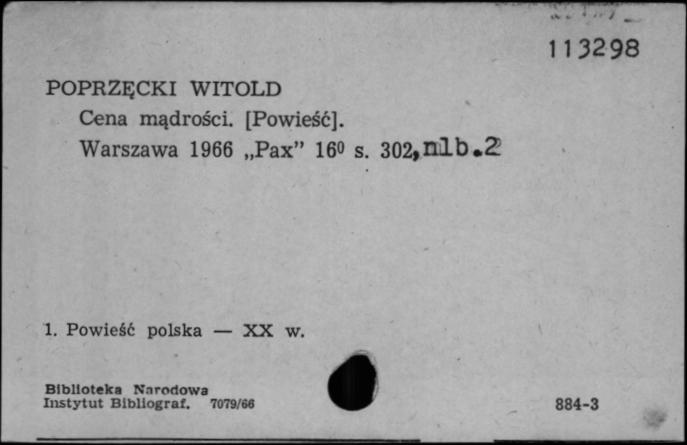 113298
POPRZĘCKI WITOLD
Cena mądrości. [Powieść].
Warszawa 1966 „Pax” 16⁰ s. 302,nlb.2
1. Powieść polska — XX w.
Biblioteka Narodowa
Instytut Bibliograf. 7079/66
884-3